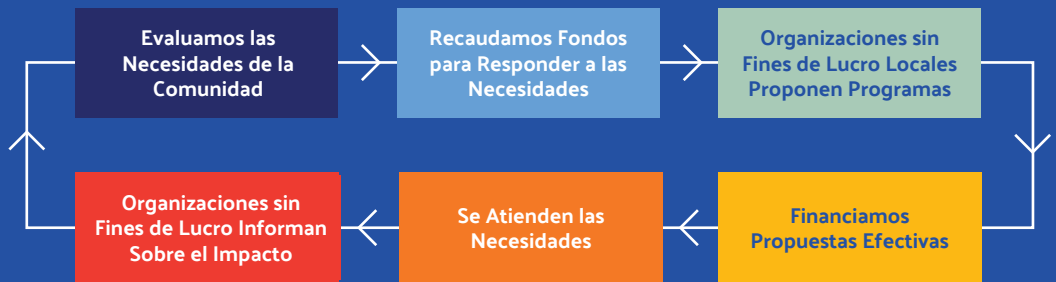 Evaluamos las
Necesidades de la
Comunidad
Recaudamos Fondos
para Responder a las
Necesidades
Organizaciones sin
Fines de Lucro Locales
Proponen Programas
Financiamos
Propuestas Efectivas
Se Atienden las
Necesidades
Organizaciones sin
Fines de Lucro Informan
Sobre el Impacto